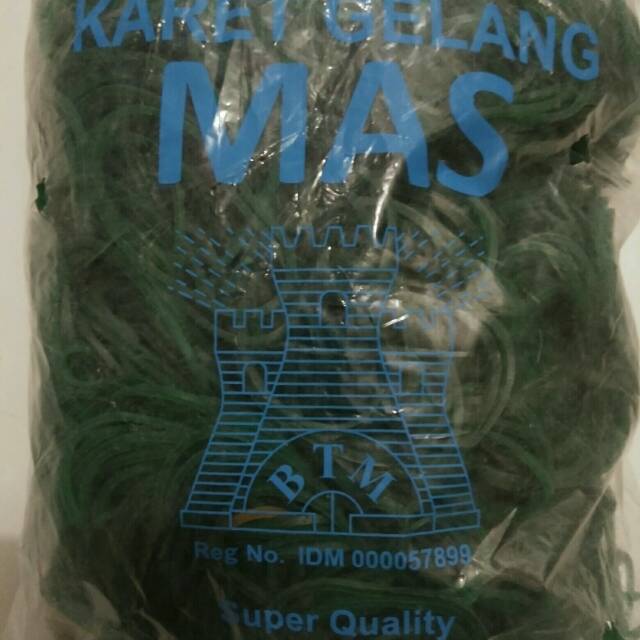 KARET GELANG
MAS
BTM
Reg No. IDM 000057899
Super Quality